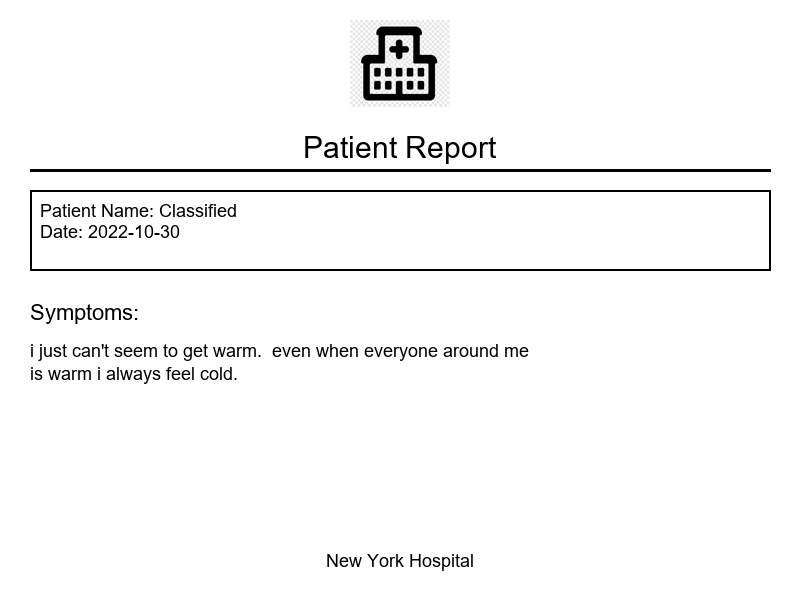 Patient Report
Patient Name: Classified
Date: 2022-10-30
Symptoms:
i just can't seem to get warm.  even when everyone around me
is warm i always feel cold.
New York Hospital